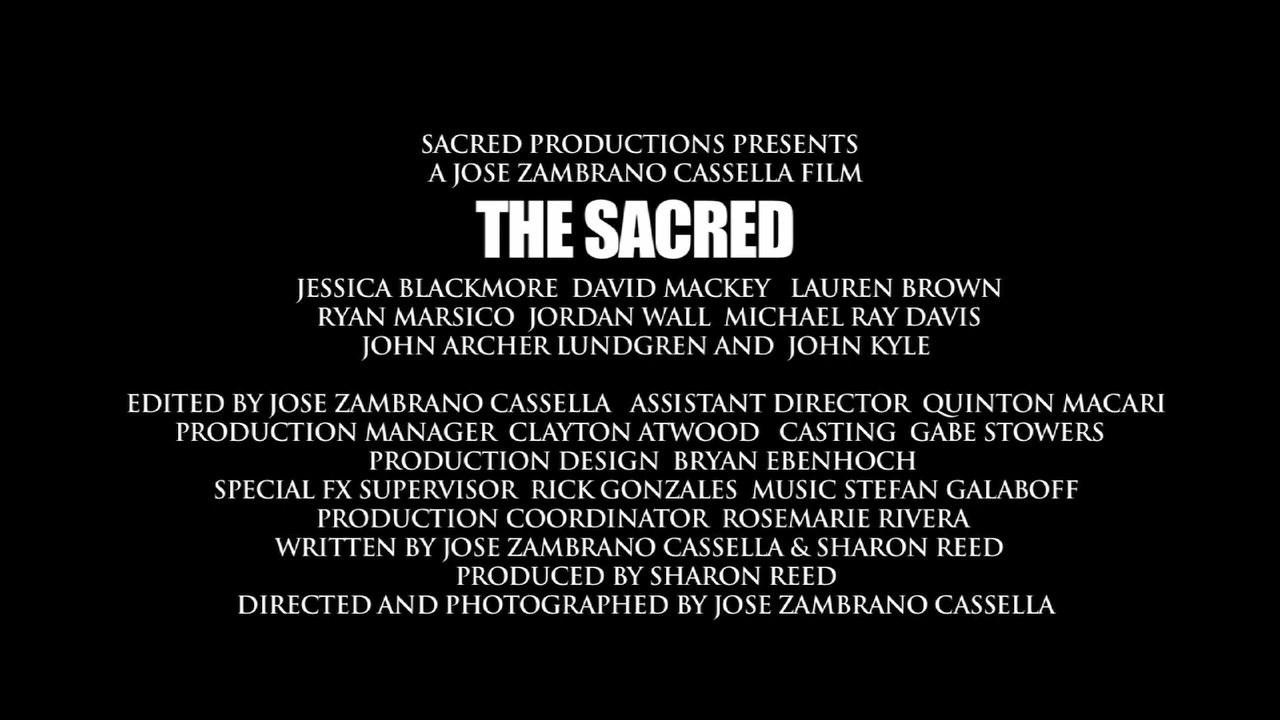 SACRED PRODUCTIONS PRESENTS
A JOSE ZAMBRANO CASSELLA FILM
THE SACRED
JESSICA BLACKMORE DAVID MACKEY LAUREN BROWN
RYAN MARSICO JORDAN WALL MICHAEL RAY DAVIS
JOHN ARCHER LUNDGREN AND JOHN KYLE
EDITED BY JOSE ZAMBRANO CASSELLA ASSISTANT DIRECTOR QUINTON MACARI
PRODUCTION MANAGER CLAYTON ATWOOD CASTING GABE STOWERS
PRODUCTION DESIGN BRYAN EBENHOCH
SPECIAL FX SUPERVISOR RICK GONZALES MUSIC STEFAN GALABOFF
PRODUCTION COORDINATOR ROSEMARIE RIVERA
WRITTEN BY JOSE ZAMBRANO CASSELLA & SHARON REED
PRODUCED BY SHARON REED
DIRECTED AND PHOTOGRAPHED BY JOSE ZAMBRANO CASSELLA